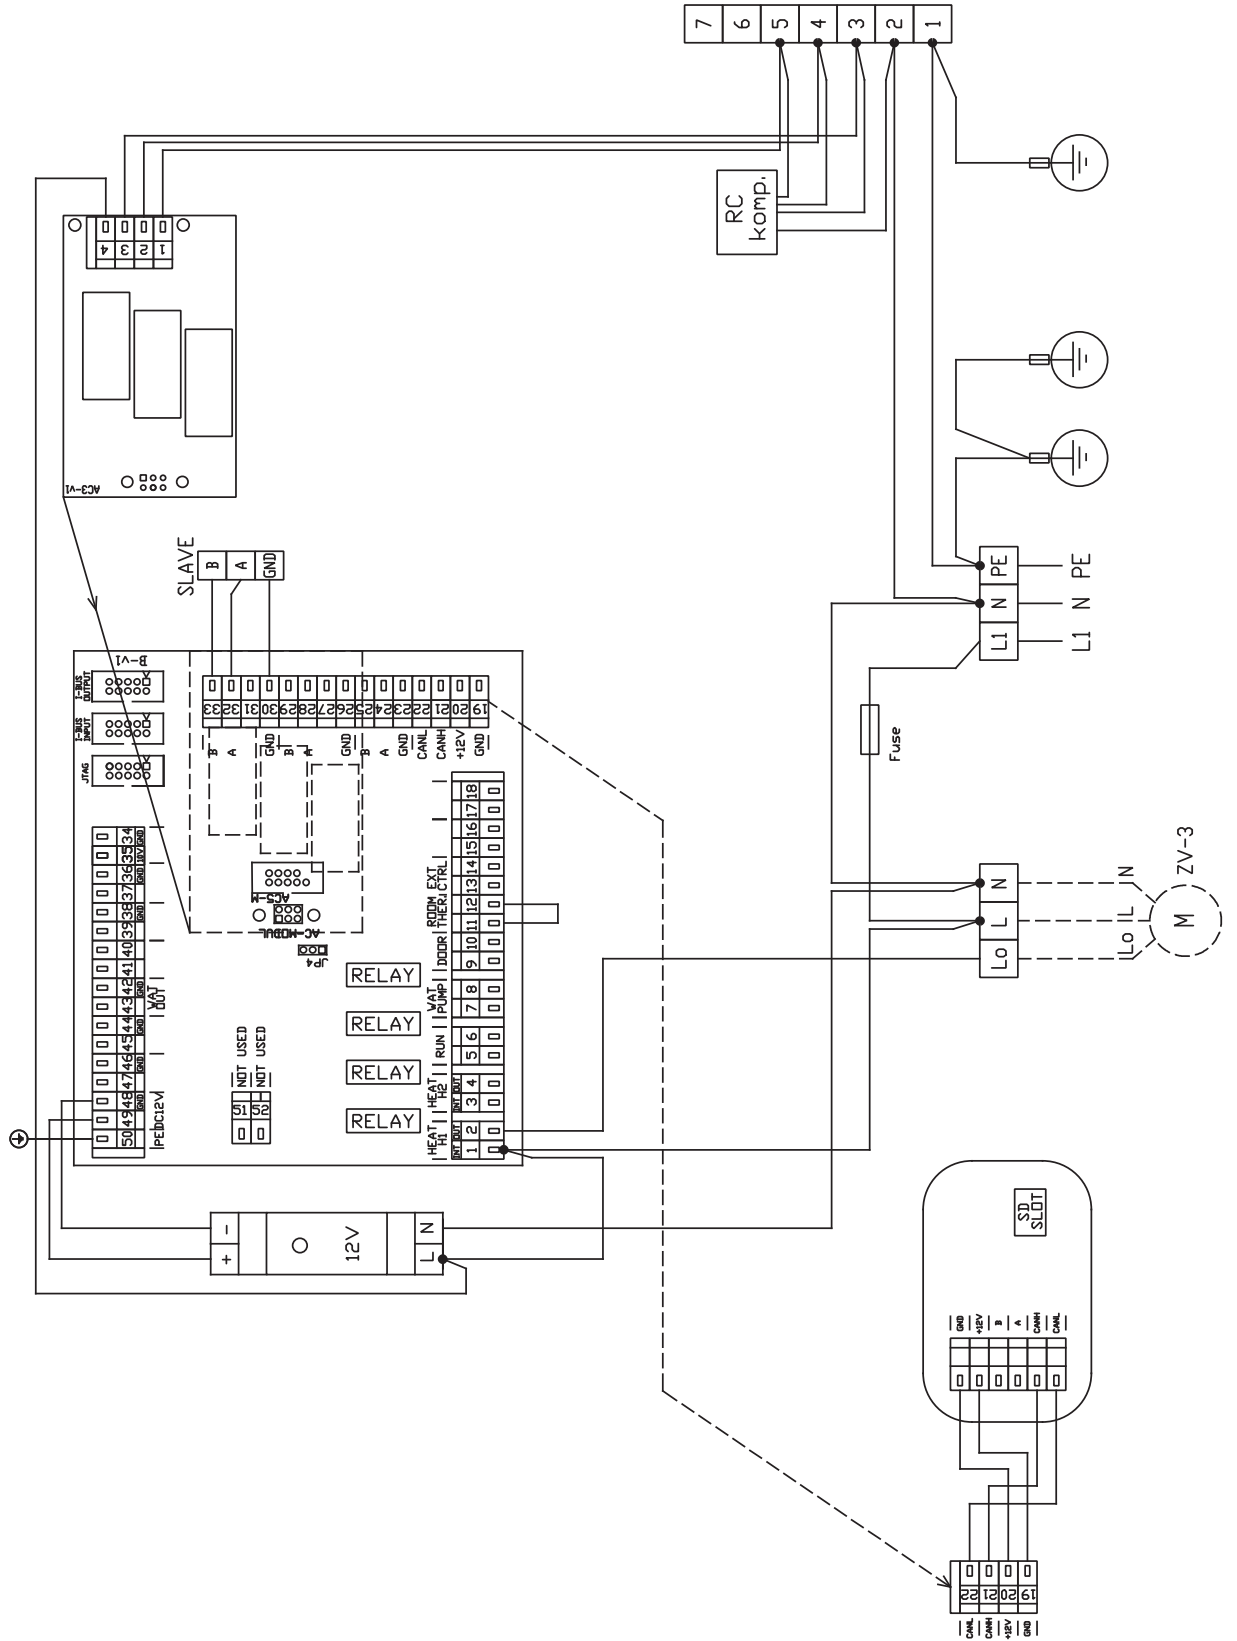 7
6
5
4
3
2
1
RC
komp.
4
3
2
1
AC3-v1
SLAVE
B
A
GND
B-v1
I-BUS
OUTPUT
I-BUS
INPUT
JTAG
33
32
31
30
29
28
27
26
25
24
23
22
21
20
19
B
A
GND
B
A
GND
B
A
GND
CANL
CANH
+12V
GND
34
35
36
37
38
39
40
41
42
43
44
45
46
47
48
49
50
GND
10V
GND
GND
GND
GND
GND
GND
VAT
OUT
DC12V
PE
AC5-M
AC-MODUL
JP4
51
52
NOT USED
NOT USED
RELAY
RELAY
RELAY
RELAY
18
17
16
15
14
13
12
11
10
9
8
7
6
5
4
3
2
1
EXT
CTRL
ROOM
THER.
DOOR
VAT
PUMP
RUN
HEAT
H2
HEAT
H1
INT OUT
INT OUT
+
-
12V
L
N
Fuse
PE
N
L1
PE
N
L1
N
L
Lo
N
L
Lo
M
ZV-3
SD
SLOT
GND
+12V
B
A
CANH
CANL
22
21
20
19
CANL
CANH
+12V
GND